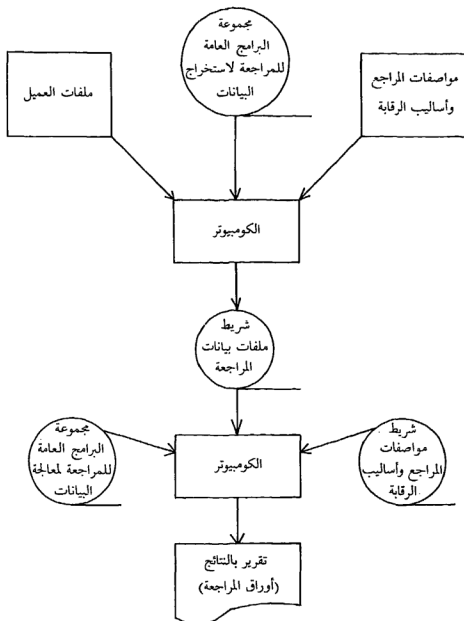 مجموعة
البرامج العامة
للمراجعة لاستخراج
البيانات
مواصفات المراجع
وأساليب الرقابة
ملفات العميل
الكومبيوتر
شريط
ملفات بيانات
المراجعة
شريط
مواصفات
المراجع وأساليب
الرقابة
الكومبيوتر
مجموعة
البرامج العامة
للمراجعة لمعالجة
البيانات
تقرير بالنتائج
(أوراق المراجعة)